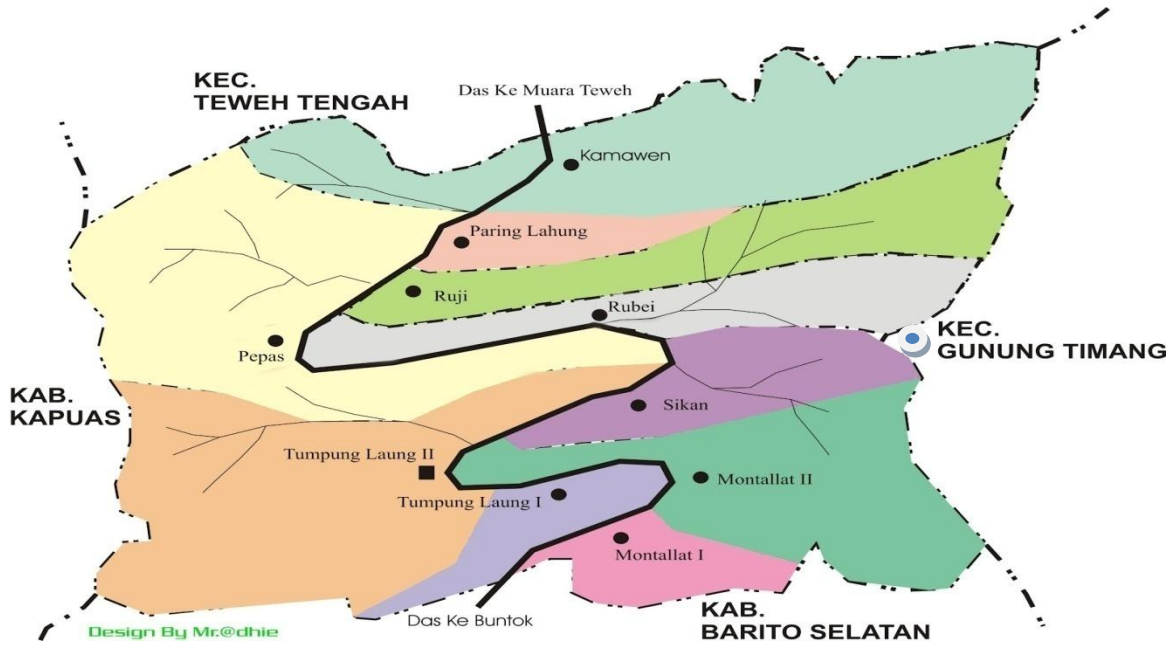 KEC.
TEWEH TENGAH
Das Ke Muara Teweh
Kamawen
Paring Lahung
Ruji
Rubei
Pepas
KEC.
GUNUNG TIMANG
KAB.
KAPUAS
Sikan
Tumpung Laung II
Montallat II
Tumpung Laung I
Montallat I
KAB.
BARITO SELATAN
Das Ke Buntok
Design By Mr.@dhie